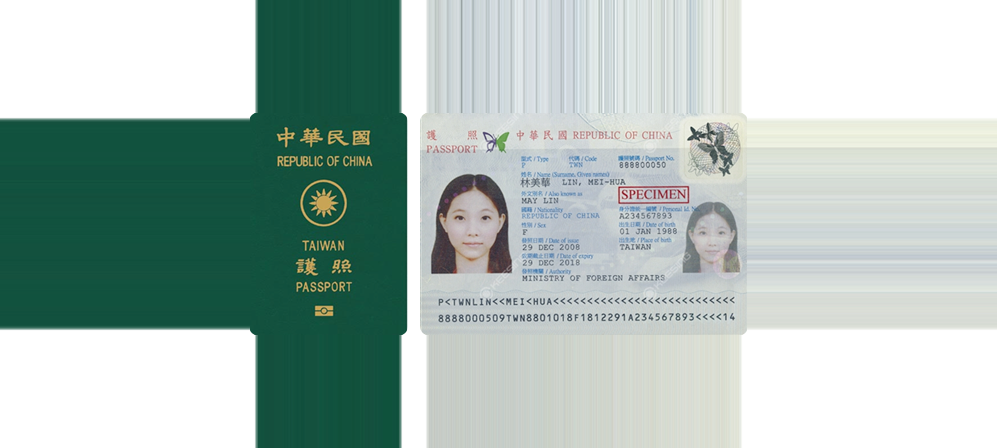 中華民國
REPUBLIC OF CHINA
TAIWAN
護照
PASSPORT
護 照 中華民國 REPUBLIC OF CHINA
PASSPORT
型式 / Type 代碼 / Code 護照號碼 / Passport No.
P TWN 888800050
姓名 / Name (Surname, Given names)
林美華 LIN, MEI-HUA
外文別名 / Also known as
MAY LIN
SPECIMEN
國籍 / Nationality 身分證統一編號 / Personal Id. No.
REPUBLIC OF CHINA A234567893
性別 / Sex 出生日期 / Date of birth
F 01 JAN 1988
發照日期 / Date of issue 出生地 / Place of birth
29 DEC 2008 TAIWAN
效期截止日期 / Date of expiry
29 DEC 2018
發照機關 / Authority
MINISTRY OF FOREIGN AFFAIRS
P<TWNLIN<<MEI<HUA<<<<<<<<<<<<<<<<<<<<<<<<<<<
8888000509TWN8801018F1812291A234567893<<<<14